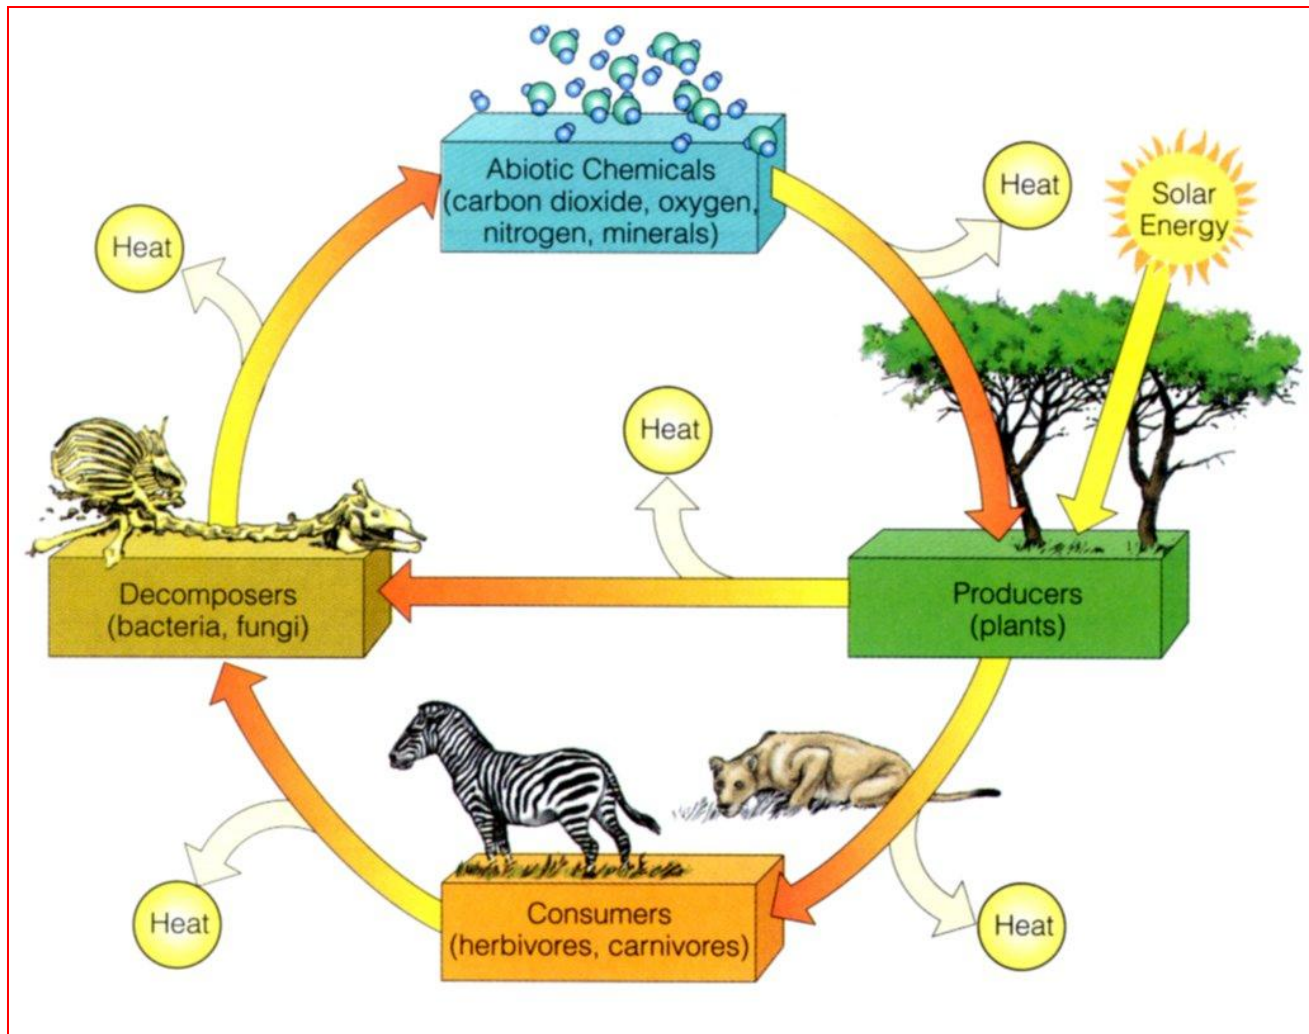 Abiotic Chemicals
(carbon dioxide, oxygen,
nitrogen, minerals)
Heat
Solar
Energy
Heat
Heat
Decomposers
(bacteria, fungi)
Producers
(plants)
Heat
Consumers
(herbivores, carnivores)
Heat